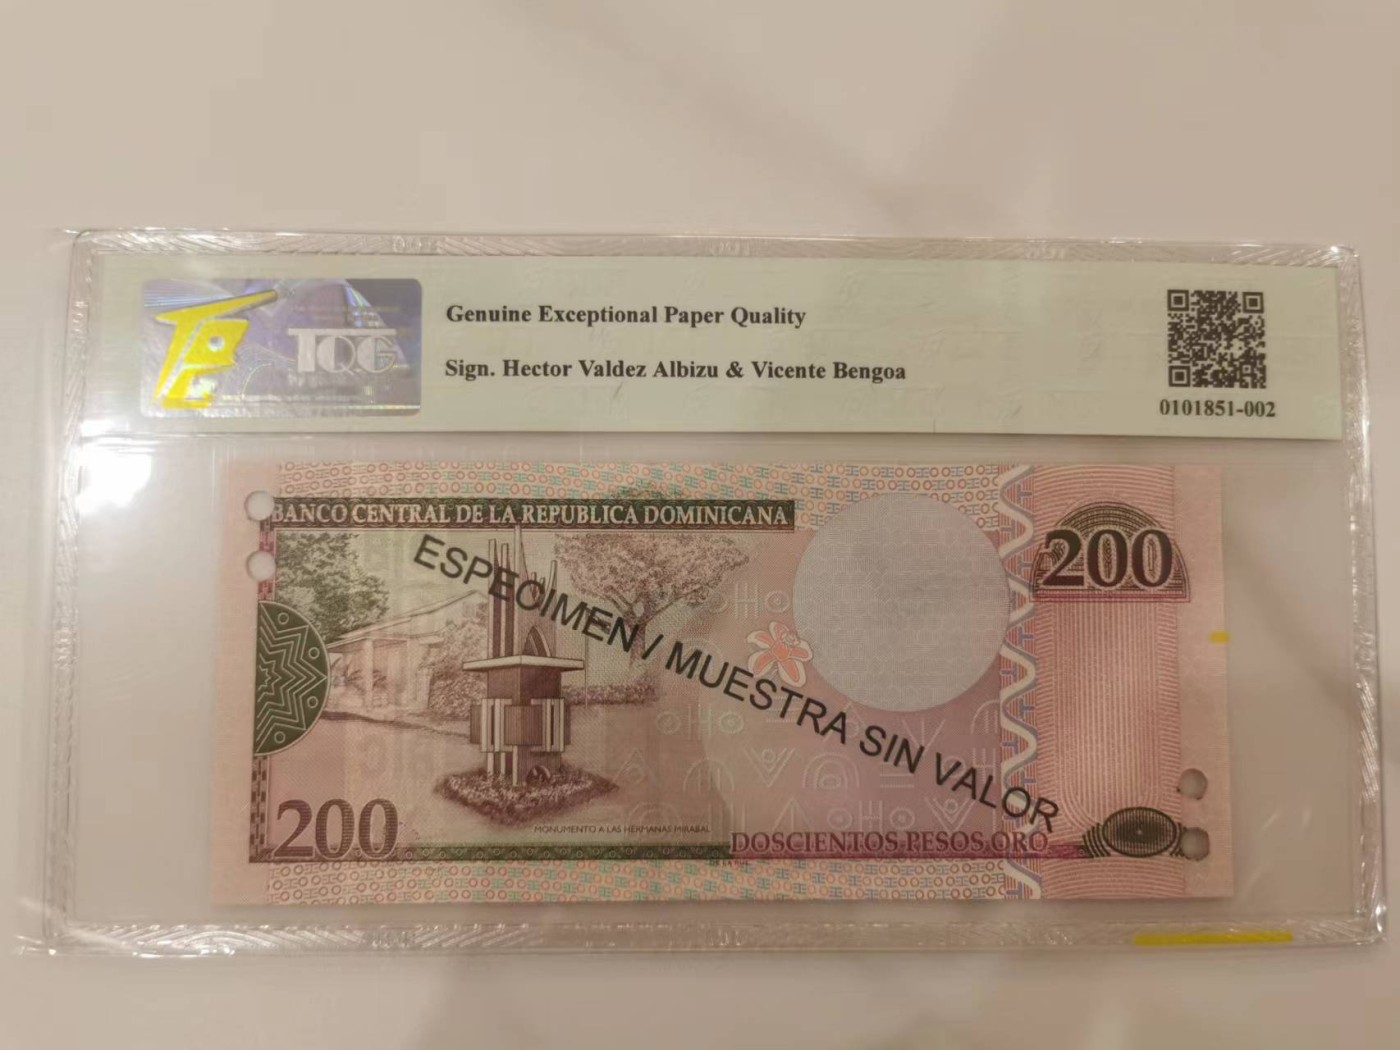 TQG
Genuine Exceptional Paper Quality
Sign. Hector Valdez Albizu & Vicente Bengoa
0101851-002
BANCO CENTRAL DE LA REPUBLICA DOMINICANA
200
ESPECIMEN / MUESTRA SIN VALOR
200
MONUMENTO A LAS HERMANAS MIRABAL
DOSCIENTOS PESOS ORO